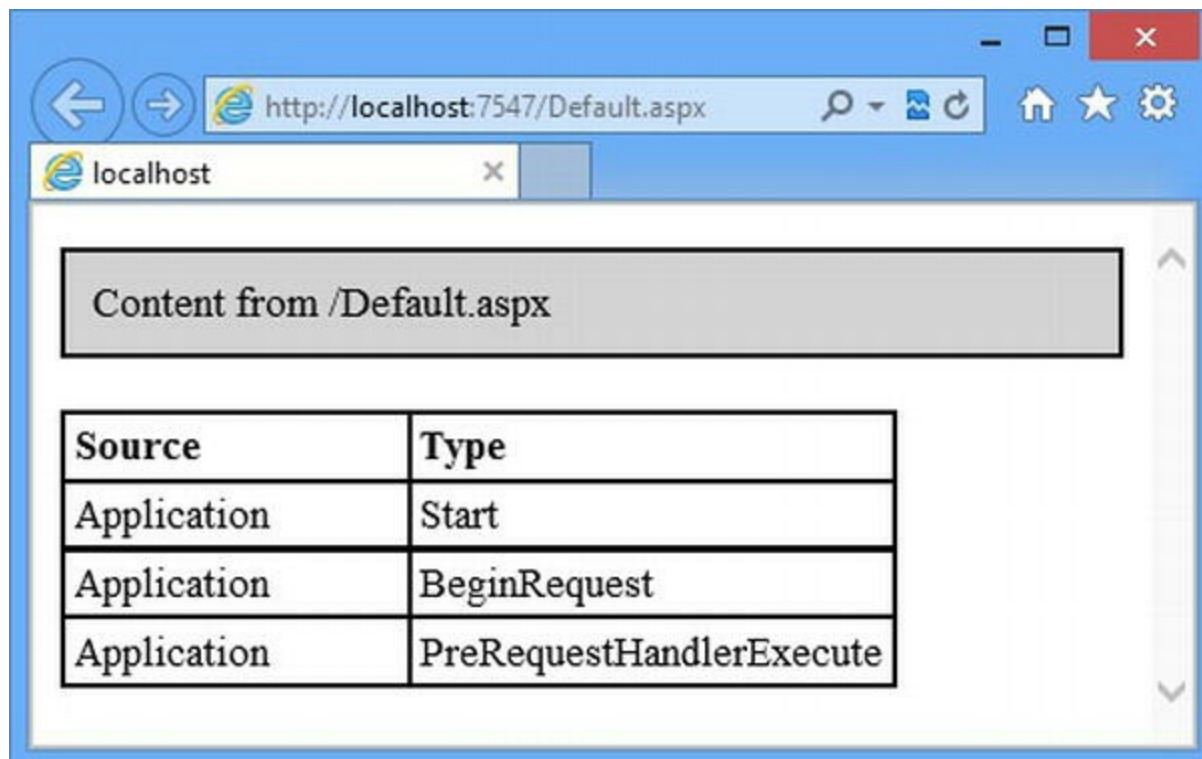 http://localhost:7547/Default.aspx
localhost
Content from /Default.aspx
Source Type
Application Start
Application BeginRequest
Application PreRequestHandlerExecute